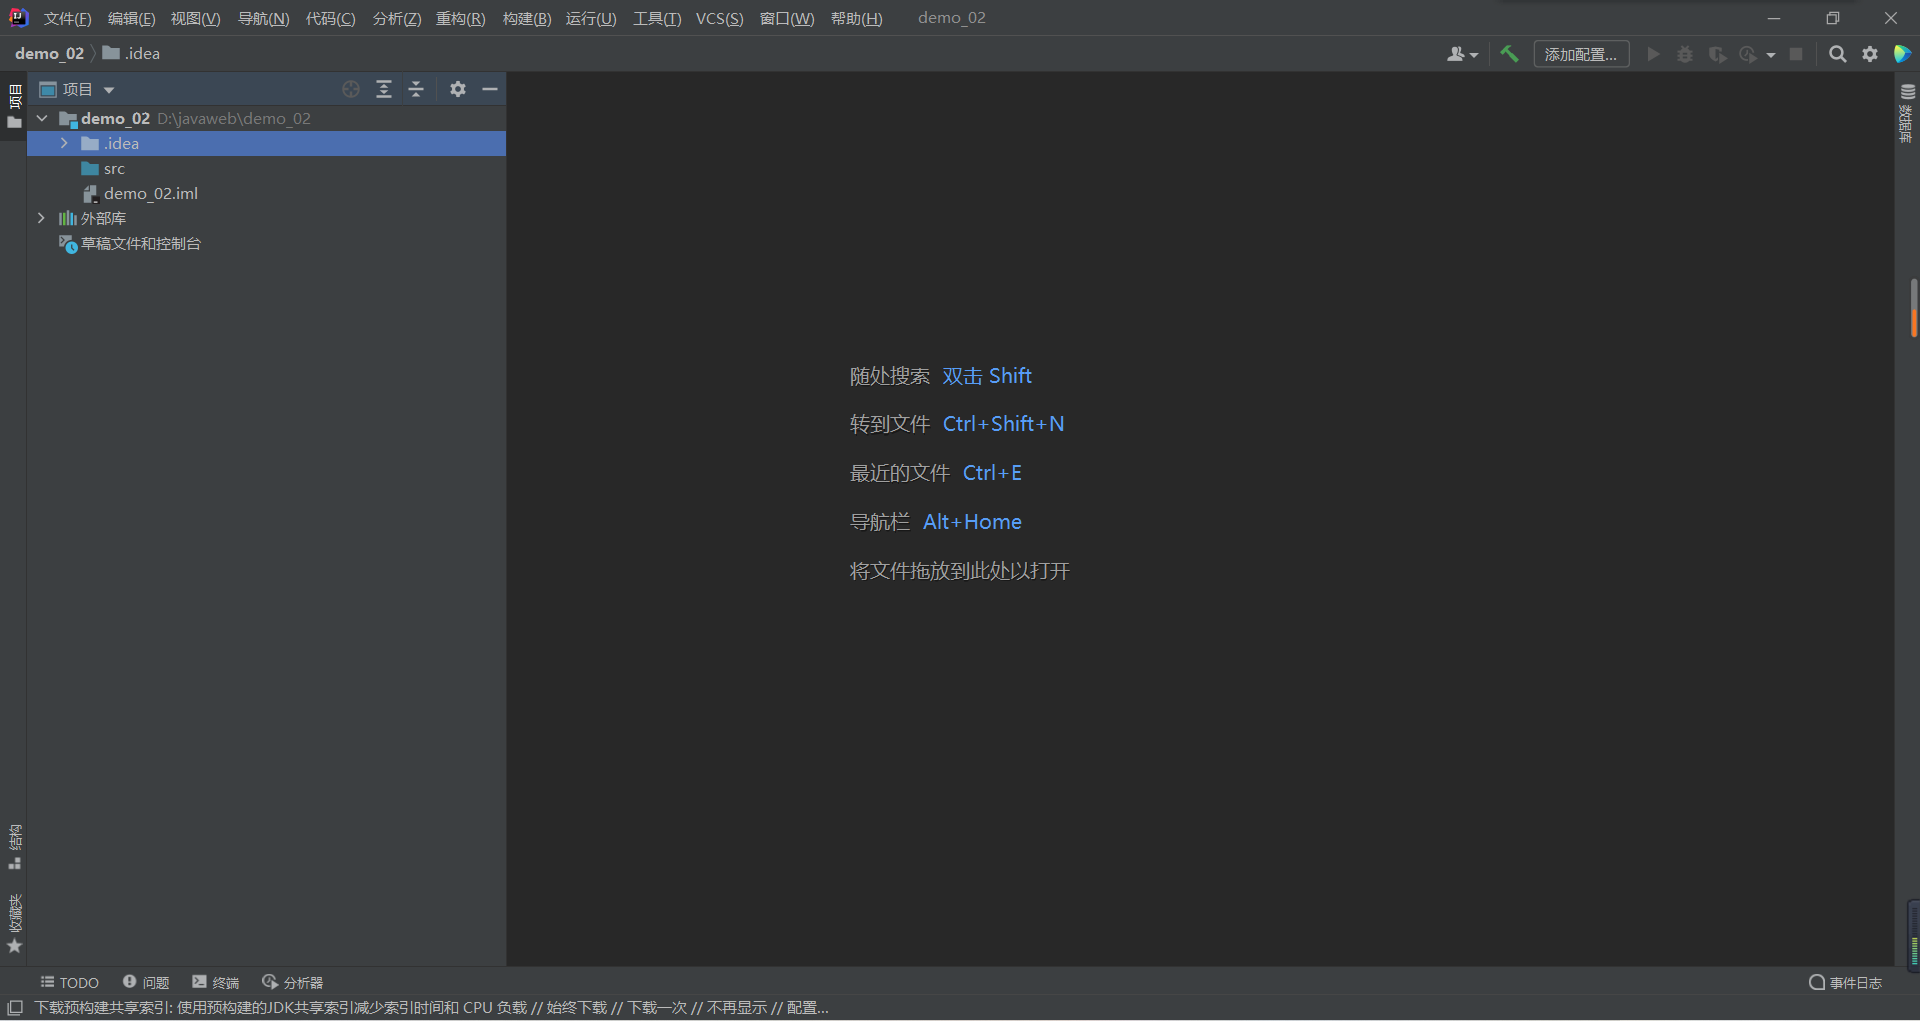 文件(F) 编辑(E) 视图(V) 导航(N) 代码(C) 分析(Z) 重构(R) 构建(B) 运行(U) 工具(T) VCS(S) 窗口(W) 帮助(H) demo_02
demo_02 .idea 添加配置...
项目
项目
demo_02 D:\javaweb\demo_02
.idea
src
demo_02.iml
外部库
草稿文件和控制台
数据库
随处搜索 双击 Shift
转到文件 Ctrl+Shift+N
最近的文件 Ctrl+E
导航栏 Alt+Home
将文件拖放到此处以打开
结构
收藏夹
TODO 问题 终端 分析器 事件日志
下载预构建共享索引: 使用预构建的JDK共享索引减少索引时间和 CPU 负载 // 始终下载 // 下载一次 // 不再显示 // 配置...